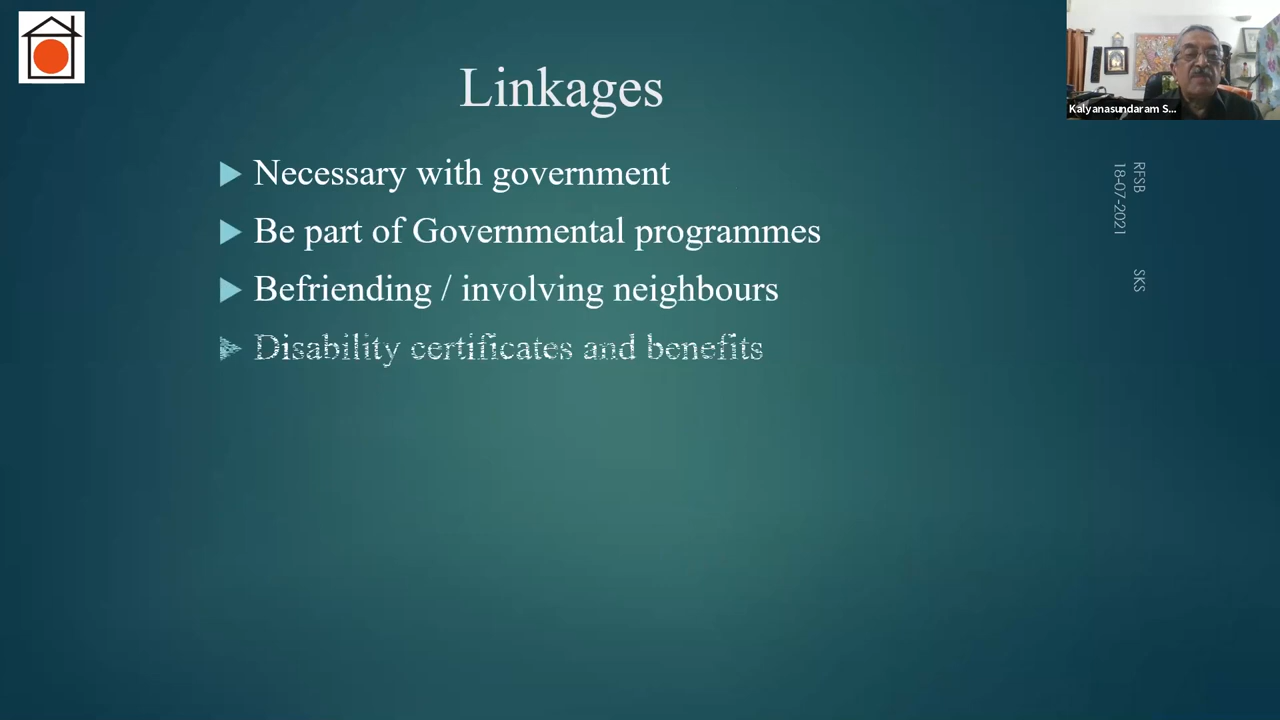 Linkages
Necessary with government
Be part of Governmental programmes
Befriending / involving neighbours
Disability certificates and benefits
Kalyanasundaram S...
RFSB
18-07-2021
SKS